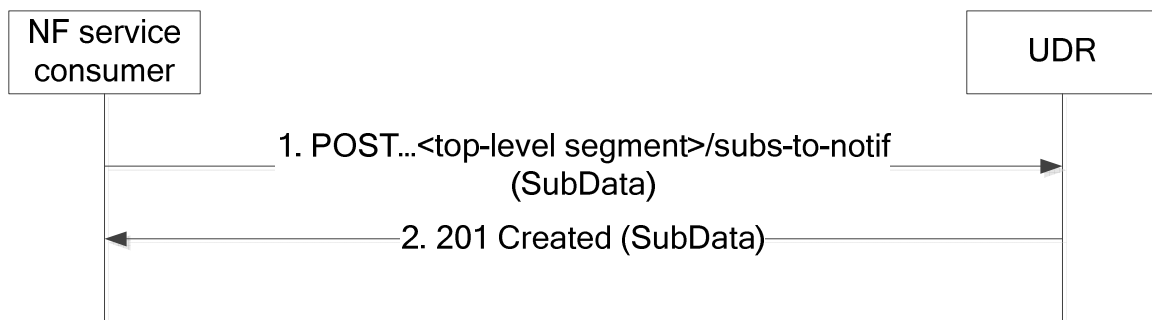 NF service
consumer
UDR
1. POST...<top-level segment>/subs-to-notif
(SubData)
2. 201 Created (SubData)